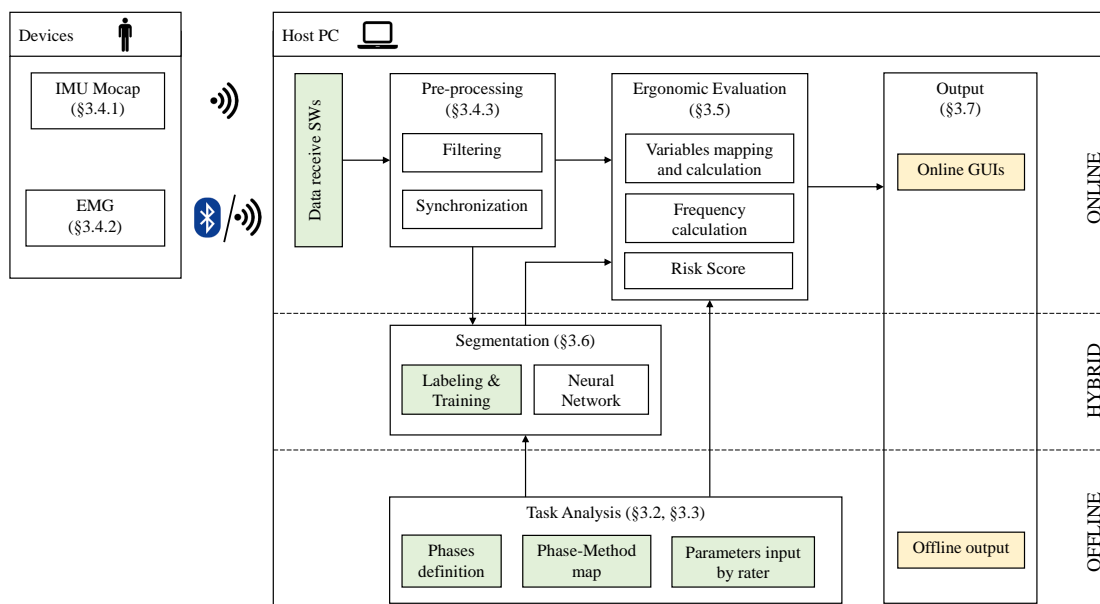 Devices
IMU Mocap
(§3.4.1)
EMG
(§3.4.2)
Host PC
Data receive SWs
Pre-processing
(§3.4.3)
Filtering
Synchronization
Ergonomic Evaluation
(§3.5)
Variables mapping
and calculation
Frequency
calculation
Risk Score
Output
(§3.7)
Online GUIs
ONLINE
Segmentation (§3.6)
Labeling &
Training
Neural
Network
HYBRID
Task Analysis (§3.2, §3.3)
Phases
definition
Phase-Method
map
Parameters input
by rater
Offline output
OFFLINE